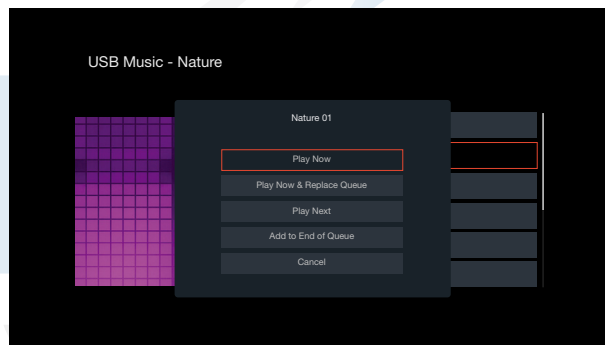 USB Music - Nature
Nature 01
Play Now
Play Now & Replace Queue
Play Next
Add to End of Queue
Cancel